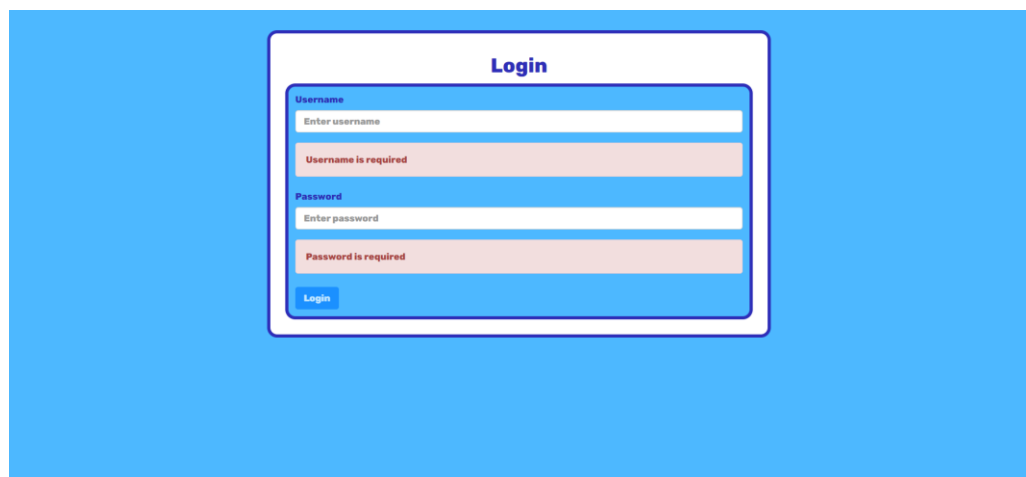 Login
Username
Enter username
Username is required
Password
Enter password
Password is required
Login